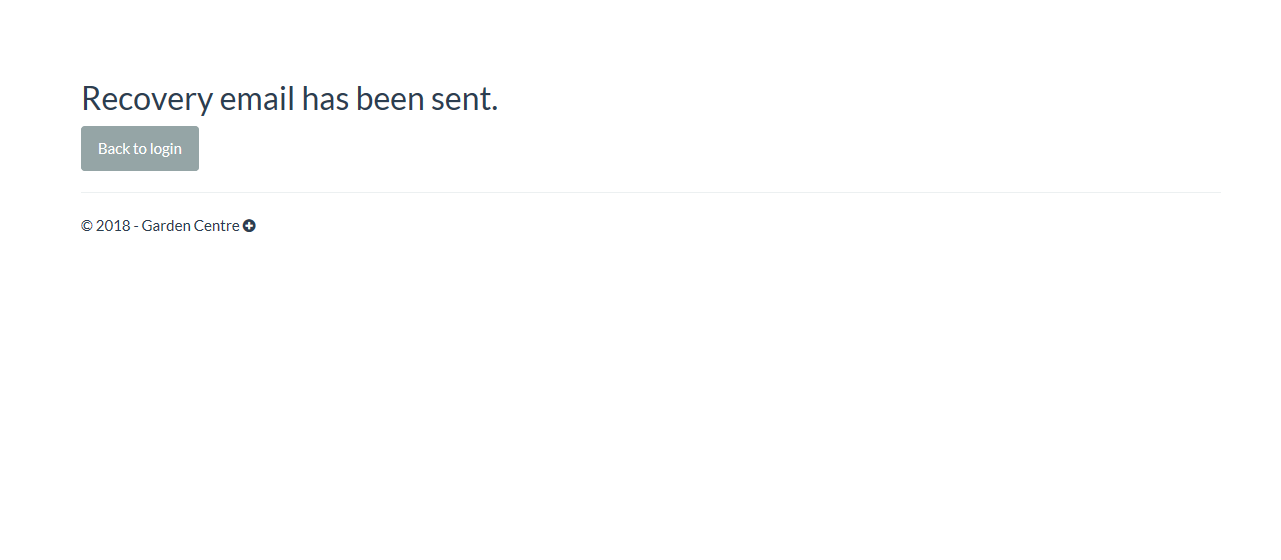 Recovery email has been sent.
Back to login
© 2018 - Garden Centre